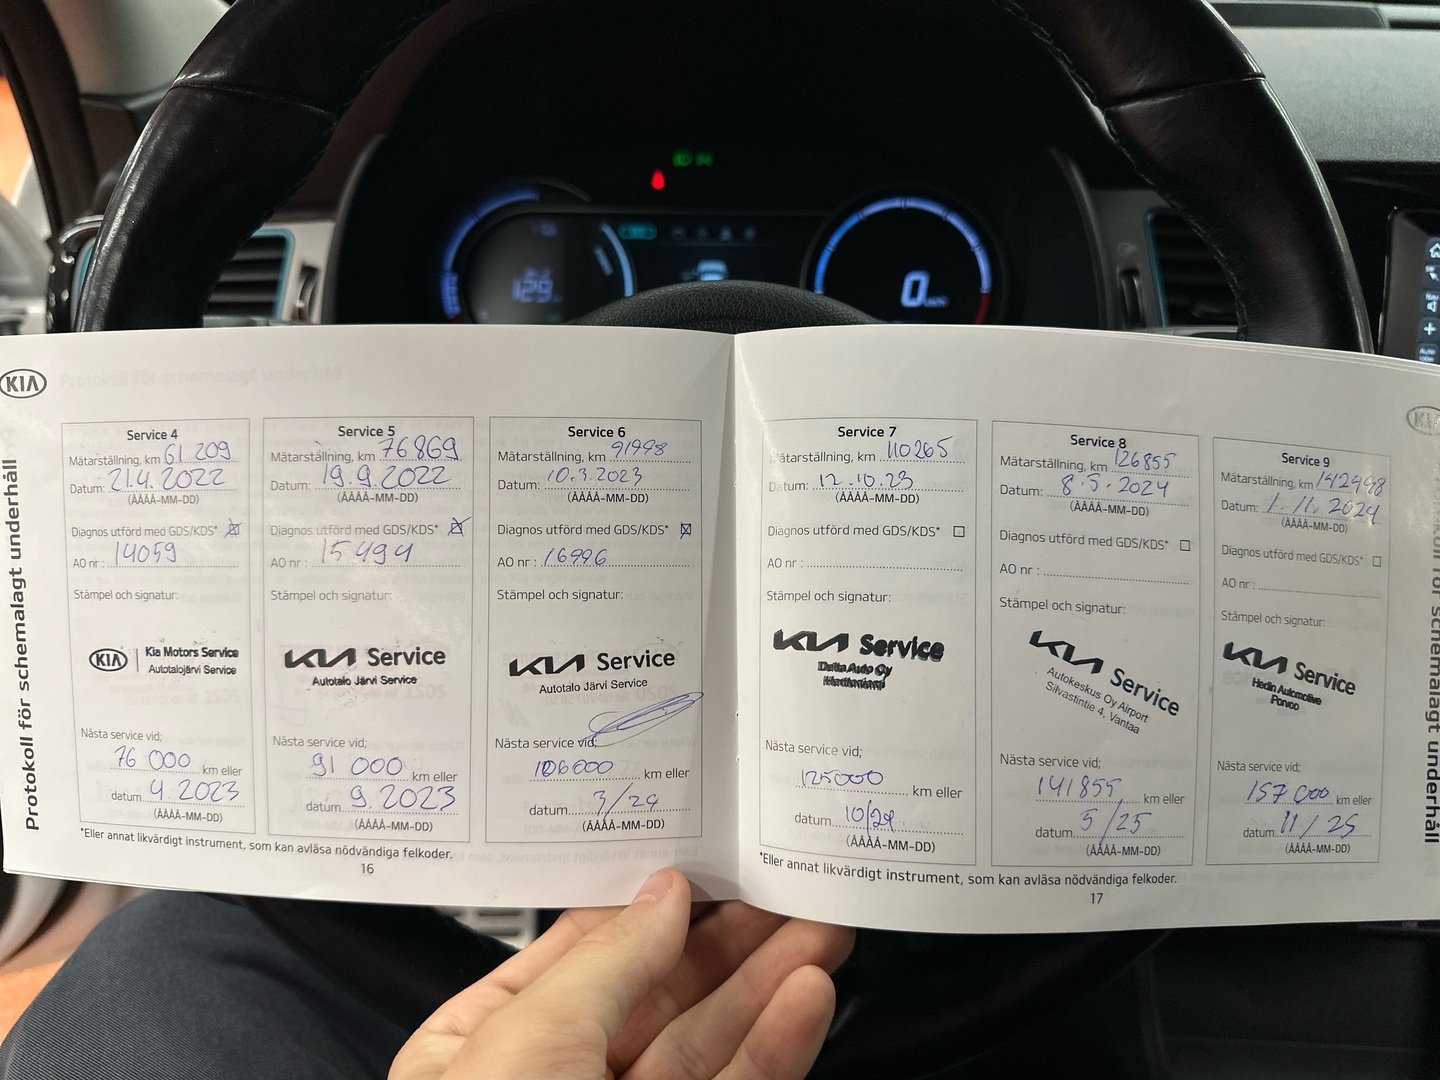 129
0 km/h
KIA
Protokoll för schemalagt underhåll
Service 4
Mätarställning, km 61 209
Datum: 21.4.2022
(ÅÅÅÅ-MM-DD)
Diagnos utförd med GDS/KDS*
AO nr : 14059
Stämpel och signatur:
KIA Kia Motors Service
Autotalojärvi Service
Nästa service vid;
76 000 km eller
datum 4.2023
(ÅÅÅÅ-MM-DD)
Service 5
Mätarställning, km 76 869
Datum: 19.9.2022
(ÅÅÅÅ-MM-DD)
Diagnos utförd med GDS/KDS*
AO nr : 15494
Stämpel och signatur:
KIA Service
Autotalo Järvi Service
Nästa service vid;
91 000 km eller
datum 9.2023
(ÅÅÅÅ-MM-DD)
Service 6
Mätarställning, km 91998
Datum: 10.3.2023
(ÅÅÅÅ-MM-DD)
Diagnos utförd med GDS/KDS*
AO nr : 16996
Stämpel och signatur:
KIA Service
Autotalo Järvi Service
Nästa service vid;
106000 km eller
datum 3/24
(ÅÅÅÅ-MM-DD)
*Eller annat likvärdigt instrument, som kan avläsa nödvändiga felkoder.
16
Service 7
Mätarställning, km 110265
Datum: 12.10.23
(ÅÅÅÅ-MM-DD)
Diagnos utförd med GDS/KDS*
AO nr :
Stämpel och signatur:
KIA Service
Delta Auto Oy
Nästa service vid;
125000 km eller
datum 10/24
(ÅÅÅÅ-MM-DD)
Service 8
Mätarställning, km 126855
Datum: 8.5.2024
(ÅÅÅÅ-MM-DD)
Diagnos utförd med GDS/KDS*
AO nr :
Stämpel och signatur:
KIA Service
Autokeskus Oy Airport
Silvastintie 4, Vantaa
Nästa service vid;
141855 km eller
datum 5/25
(ÅÅÅÅ-MM-DD)
Service 9
Mätarställning, km 142498
Datum: 1.11.2024
(ÅÅÅÅ-MM-DD)
Diagnos utförd med GDS/KDS*
AO nr :
Stämpel och signatur:
KIA Service
Hedin Automotive
Porvoo
Nästa service vid;
157 000 km eller
datum 11/25
(ÅÅÅÅ-MM-DD)
*Eller annat likvärdigt instrument, som kan avläsa nödvändiga felkoder.
17
Protokoll för schemalagt underhåll